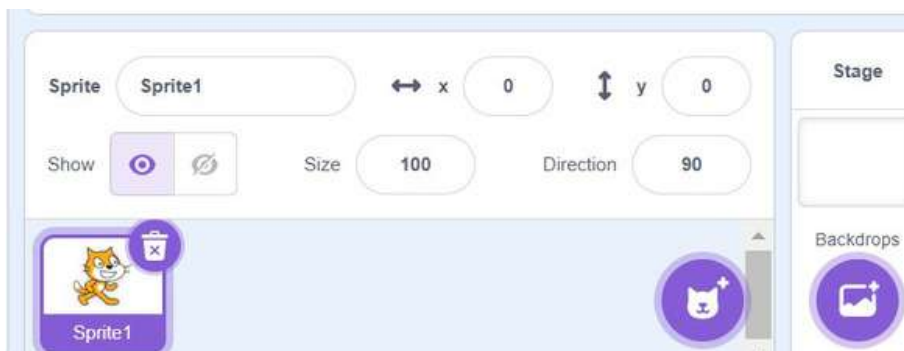 Sprite Sprite1 x 0 y 0
Show Size 100 Direction 90
Sprite1
Stage
Backdrops